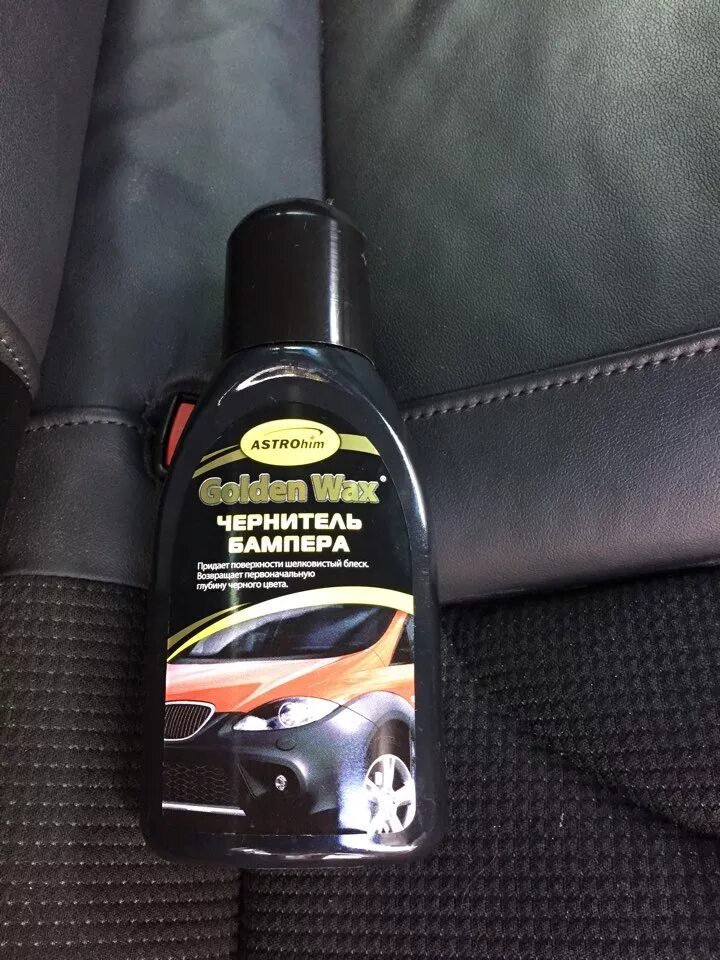 ASTROhim
Golden Wax®
ЧЕРНИТЕЛЬ
БАМПЕРА
Придает поверхности шелковистый блеск.
Возвращает первоначальную
глубину черного цвета.